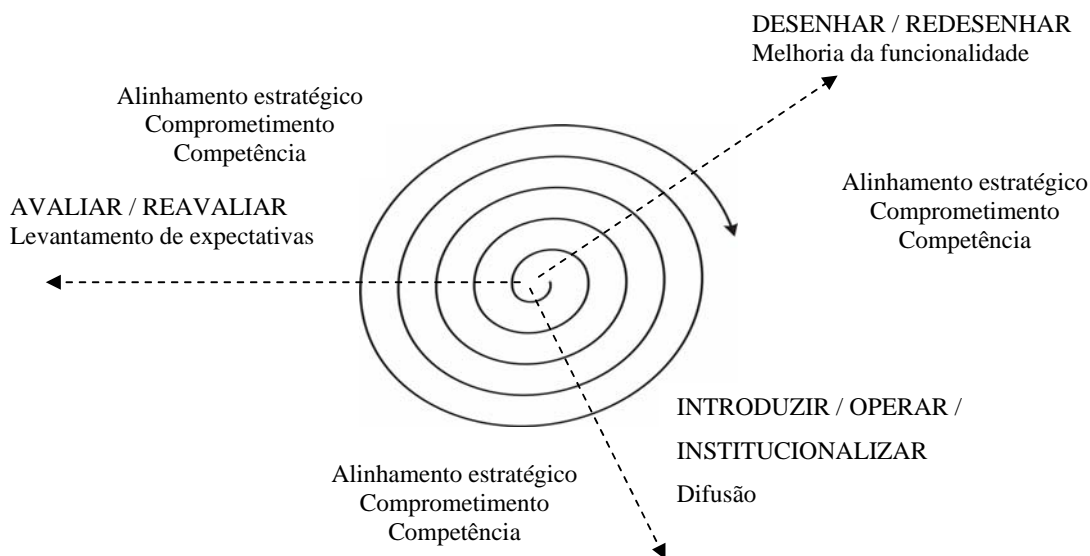 DESENHAR / REDESENHAR
Melhoria da funcionalidade
Alinhamento estratégico
Comprometimento
Competência
Alinhamento estratégico
Comprometimento
Competência
AVALIAR / REAVALIAR
Levantamento de expectativas
INTRODUZIR / OPERAR /
INSTITUCIONALIZAR
Difusão
Alinhamento estratégico
Comprometimento
Competência